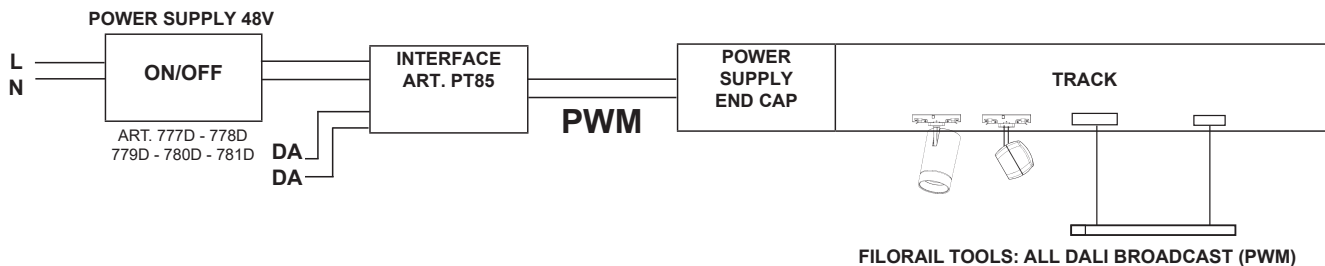 POWER SUPPLY 48V
L
N
ON/OFF
INTERFACE
ART. PT85
POWER
SUPPLY
END CAP
TRACK
PWM
ART. 777D - 778D
779D - 780D - 781D
DA
DA
FILORAIL TOOLS: ALL DALI BROADCAST (PWM)